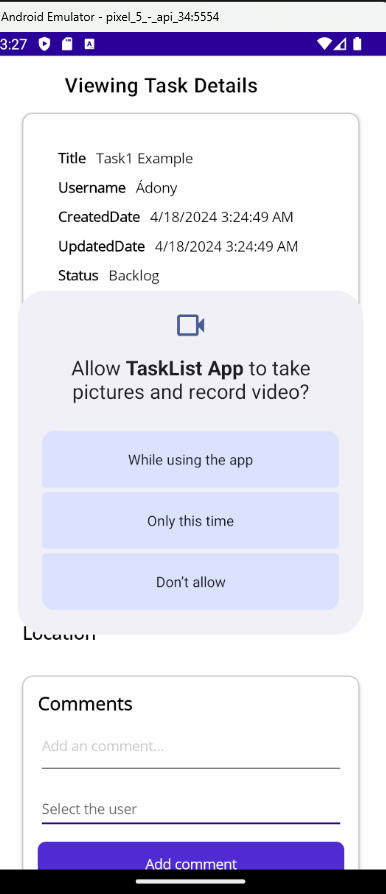 Android Emulator - pixel_5_-_api_34:5554
3:27
Viewing Task Details
Title Task1 Example
Username Ádony
CreatedDate 4/18/2024 3:24:49 AM
UpdatedDate 4/18/2024 3:24:49 AM
Status Backlog
Allow TaskList App to take
pictures and record video?
While using the app
Only this time
Don't allow
Location
Comments
Add an comment...
Select the user
Add comment